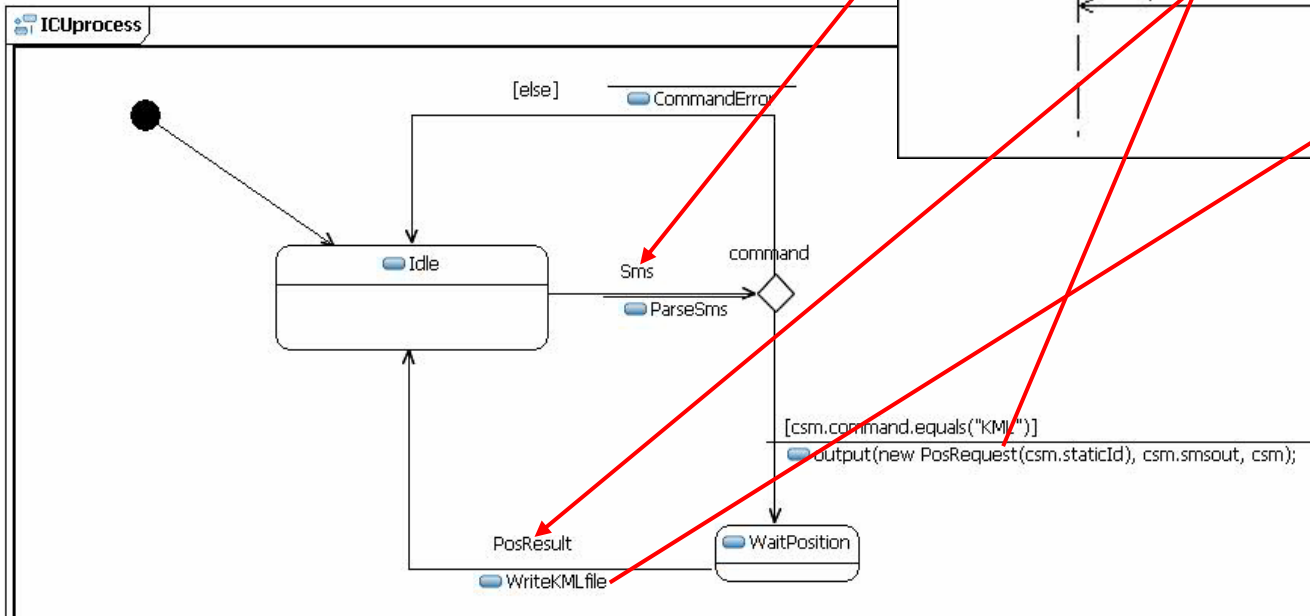 ICUprocess
[else]
CommandError
Idle
Sms
command
ParseSms
[csm.command.equals("KML")]
output(new PosRequest(csm.staticId), csm.smsout, csm);
PosResult
WaitPosition
WriteKMLfile